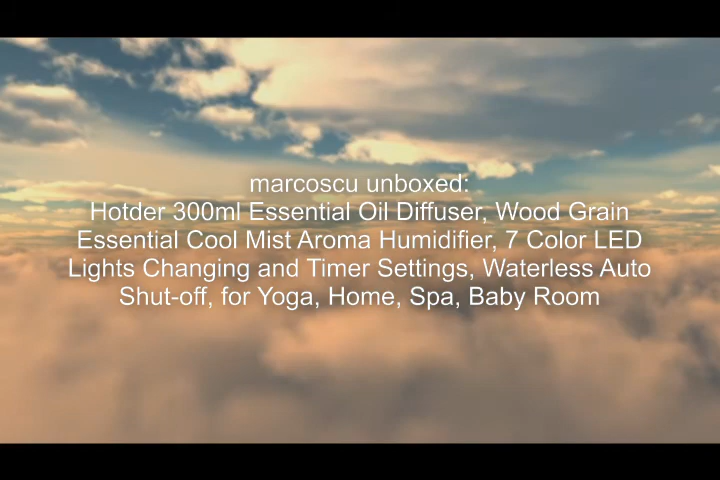 marcoscu unboxed:
Hotder 300ml Essential Oil Diffuser, Wood Grain
Essential Cool Mist Aroma Humidifier, 7 Color LED
Lights Changing and Timer Settings, Waterless Auto
Shut-off, for Yoga, Home, Spa, Baby Room